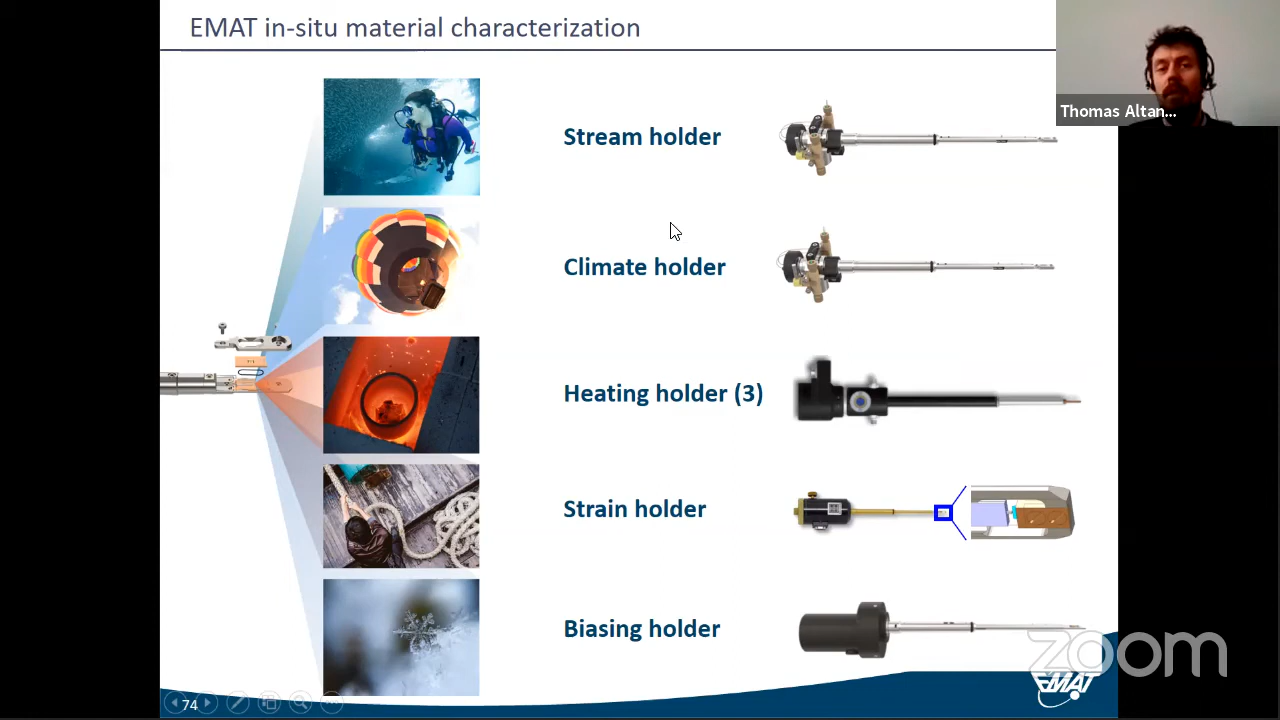 EMAT in-situ material characterization
Thomas Altan...
Stream holder
Climate holder
Heating holder (3)
Strain holder
Biasing holder
zoom
EMAT
74